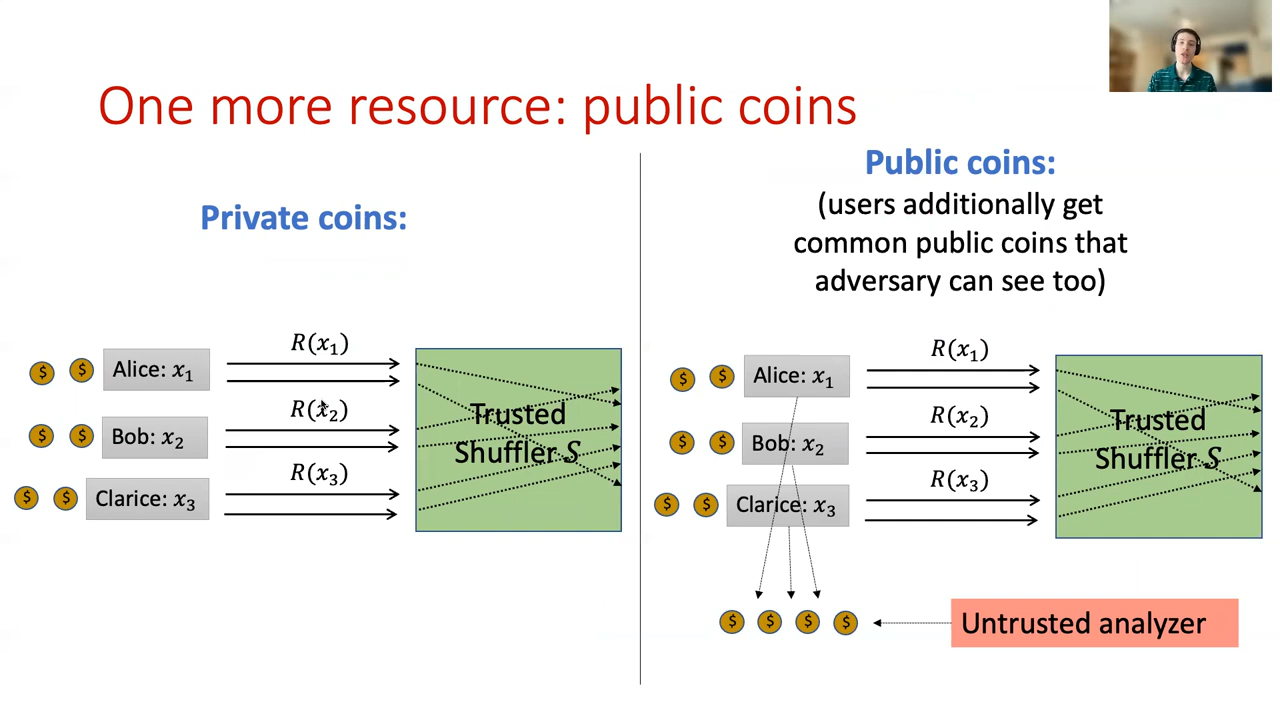 One more resource: public coins
Private coins:
$ $ Alice: x₁
R(x₁)
$ $ Bob: x₂
R(x₂)
$ $ Clarice: x₃
R(x₃)
Trusted
Shuffler S
Public coins:
(users additionally get
common public coins that
adversary can see too)
$ $ Alice: x₁
R(x₁)
$ $ Bob: x₂
R(x₂)
$ $ Clarice: x₃
R(x₃)
Trusted
Shuffler S
$ $ $ $
Untrusted analyzer